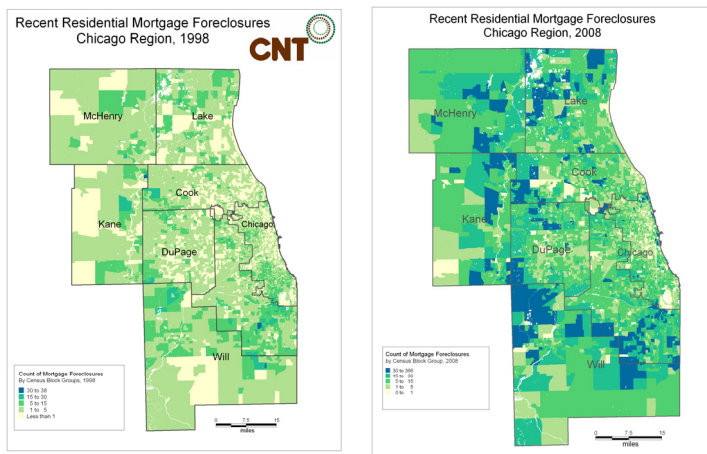 Recent Residential Mortgage Foreclosures
Chicago Region, 1998
CNT
McHenry
Lake
Cook
Kane
Chicago
DuPage
Will
Count of Mortgage Foreclosures
By Census Block Groups, 1998
30 to 38
15 to 30
5 to 15
1 to 5
Less than 1
0 7.5 15
miles
Recent Residential Mortgage Foreclosures
Chicago Region, 2008
McHenry
Lake
Cook
Kane
DuPage
Chicago
Will
Count of Mortgage Foreclosures
by Census Block Group, 2008
15 to 30
5 to 15
1 to 5
0 to 1
0 7.5 15
miles